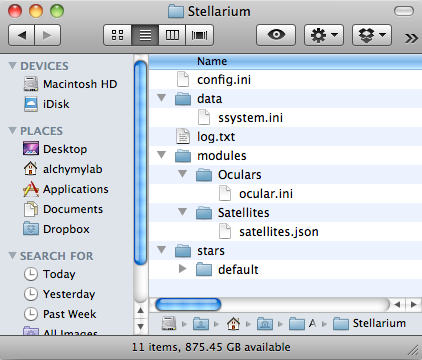 Stellarium
DEVICES
Macintosh HD
iDisk
PLACES
Desktop
alchymylab
Applications
Documents
Dropbox
SEARCH FOR
Today
Yesterday
Past Week
All Images
Name
config.ini
data
ssystem.ini
log.txt
modules
Oculars
ocular.ini
Satellites
satellites.json
stars
default
A
Stellarium
11 items, 875.45 GB available